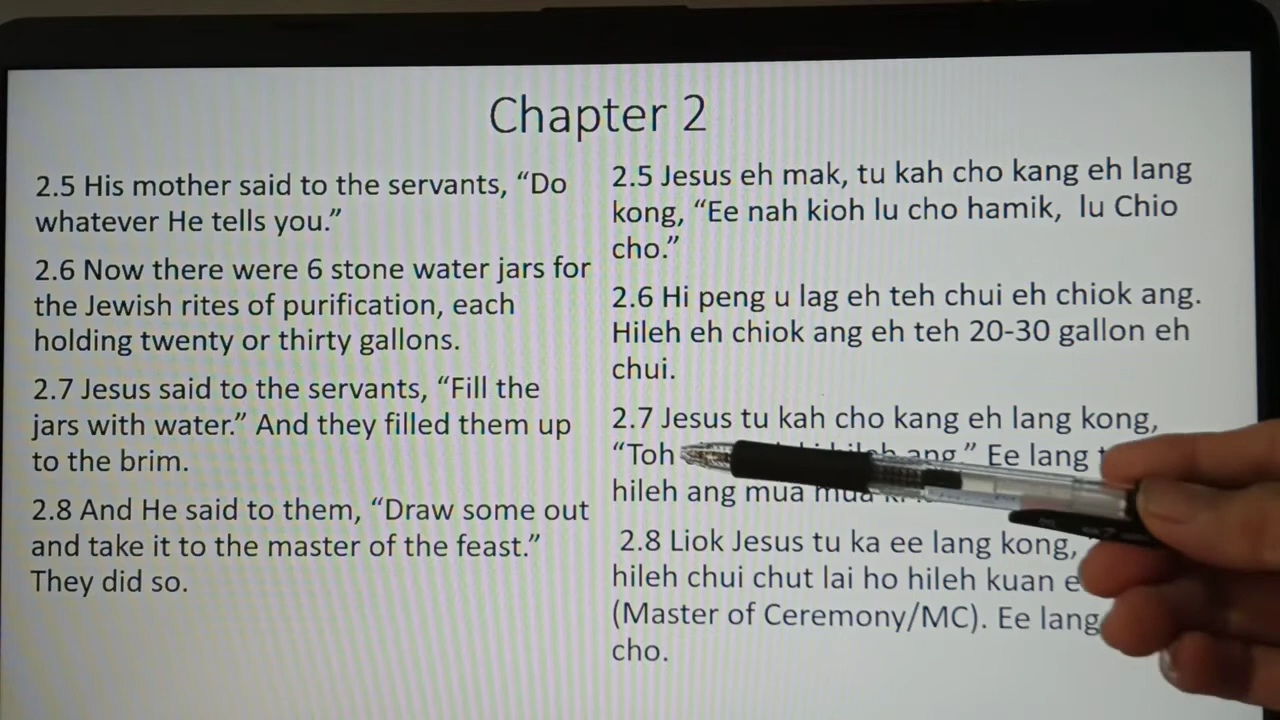 Chapter 2
2.5 His mother said to the servants, “Do
whatever He tells you.”
2.6 Now there were 6 stone water jars for
the Jewish rites of purification, each
holding twenty or thirty gallons.
2.7 Jesus said to the servants, “Fill the
jars with water.” And they filled them up
to the brim.
2.8 And He said to them, “Draw some out
and take it to the master of the feast.”
They did so.
2.5 Jesus eh mak, tu kah cho kang eh lang
kong, “Ee nah kioh lu cho hamik, lu Chio
cho.”
2.6 Hi peng u lag eh teh chui eh chiok ang.
Hileh eh chiok ang eh teh 20-30 gallon eh
chui.
2.7 Jesus tu kah cho kang eh lang kong,
“Toh ang.” Ee lang
hileh ang mua mua
2.8 Liok Jesus tu ka ee lang kong,
hileh chui chut lai ho hileh kuan
(Master of Ceremony/MC). Ee lang
cho.